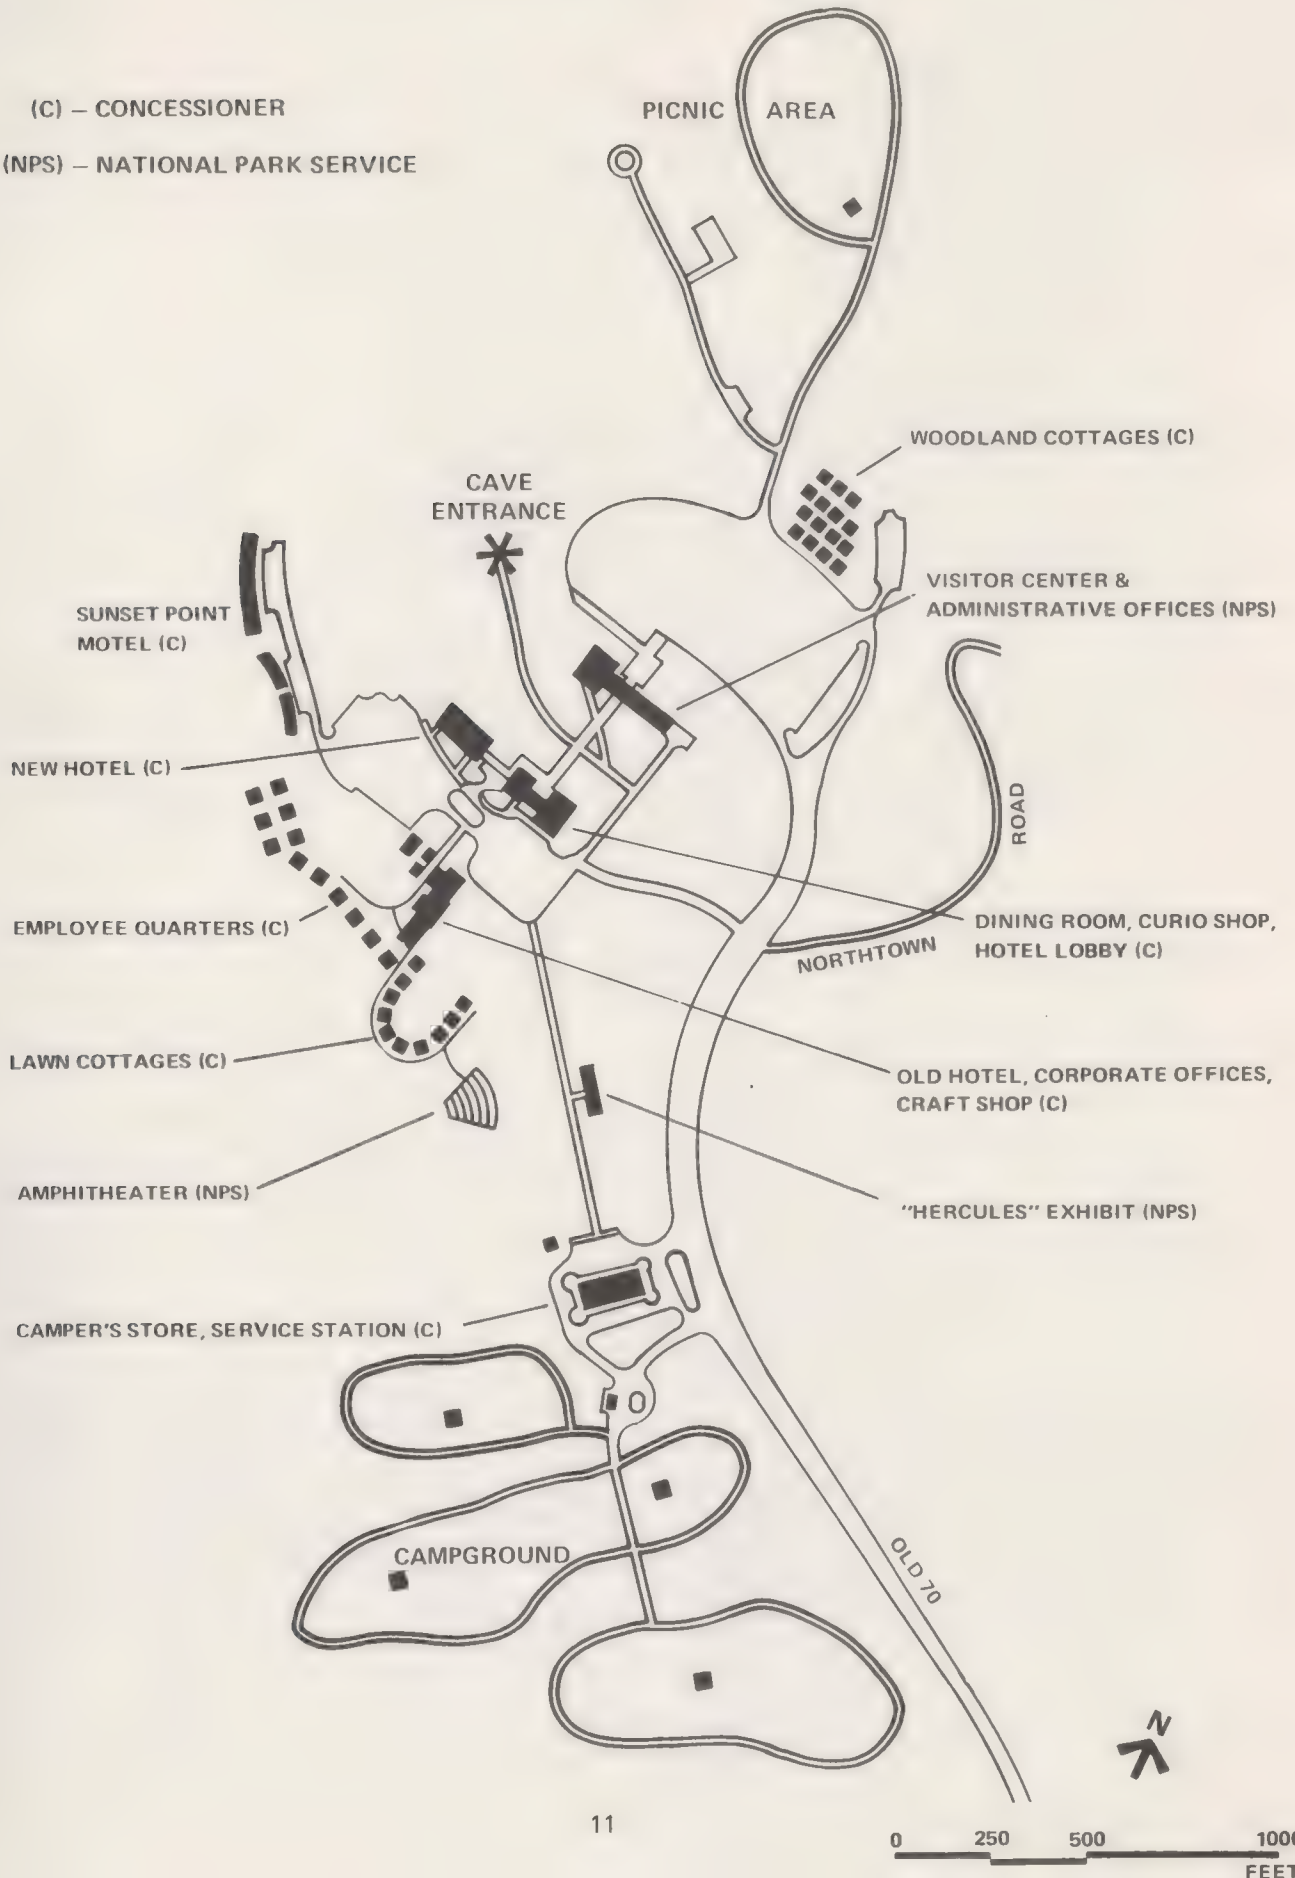 (C) – CONCESSIONER
(NPS) – NATIONAL PARK SERVICE
PICNIC AREA
WOODLAND COTTAGES (C)
CAVE
ENTRANCE
VISITOR CENTER &
ADMINISTRATIVE OFFICES (NPS)
SUNSET POINT
MOTEL (C)
NEW HOTEL (C)
ROAD
EMPLOYEE QUARTERS (C)
DINING ROOM, CURIO SHOP,
HOTEL LOBBY (C)
NORTHTOWN
LAWN COTTAGES (C)
OLD HOTEL, CORPORATE OFFICES,
CRAFT SHOP (C)
AMPHITHEATER (NPS)
"HERCULES" EXHIBIT (NPS)
CAMPER'S STORE, SERVICE STATION (C)
CAMPGROUND
OLD 70
N
11
0 250 500 1000
FEET